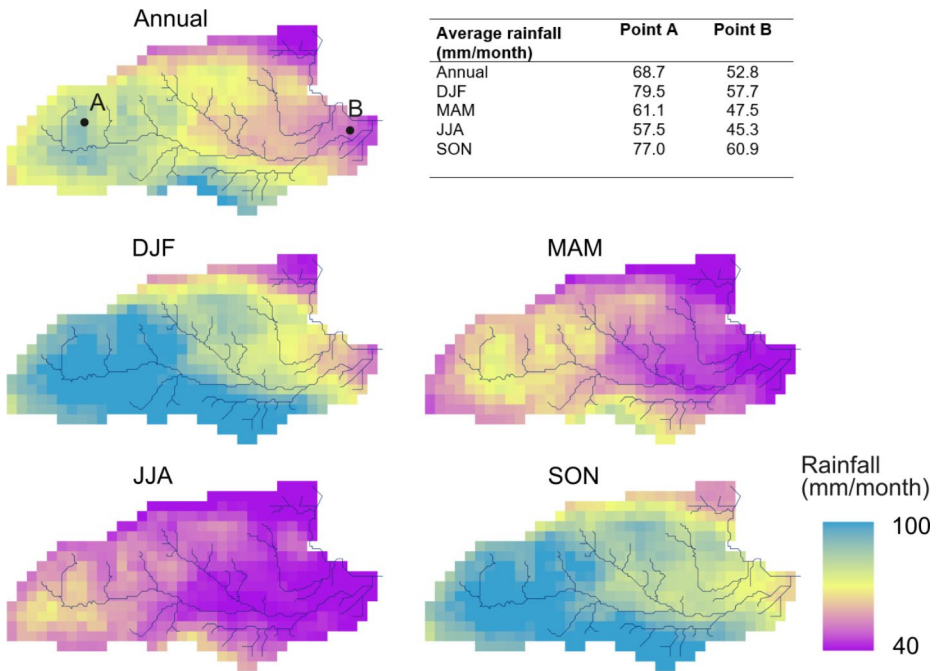 Annual
A
B
Average rainfall (mm/month) Point A Point B
Annual 68.7 52.8
DJF 79.5 57.7
MAM 61.1 47.5
JJA 57.5 45.3
SON 77.0 60.9
DJF
MAM
JJA
SON
Rainfall
(mm/month)
100
40